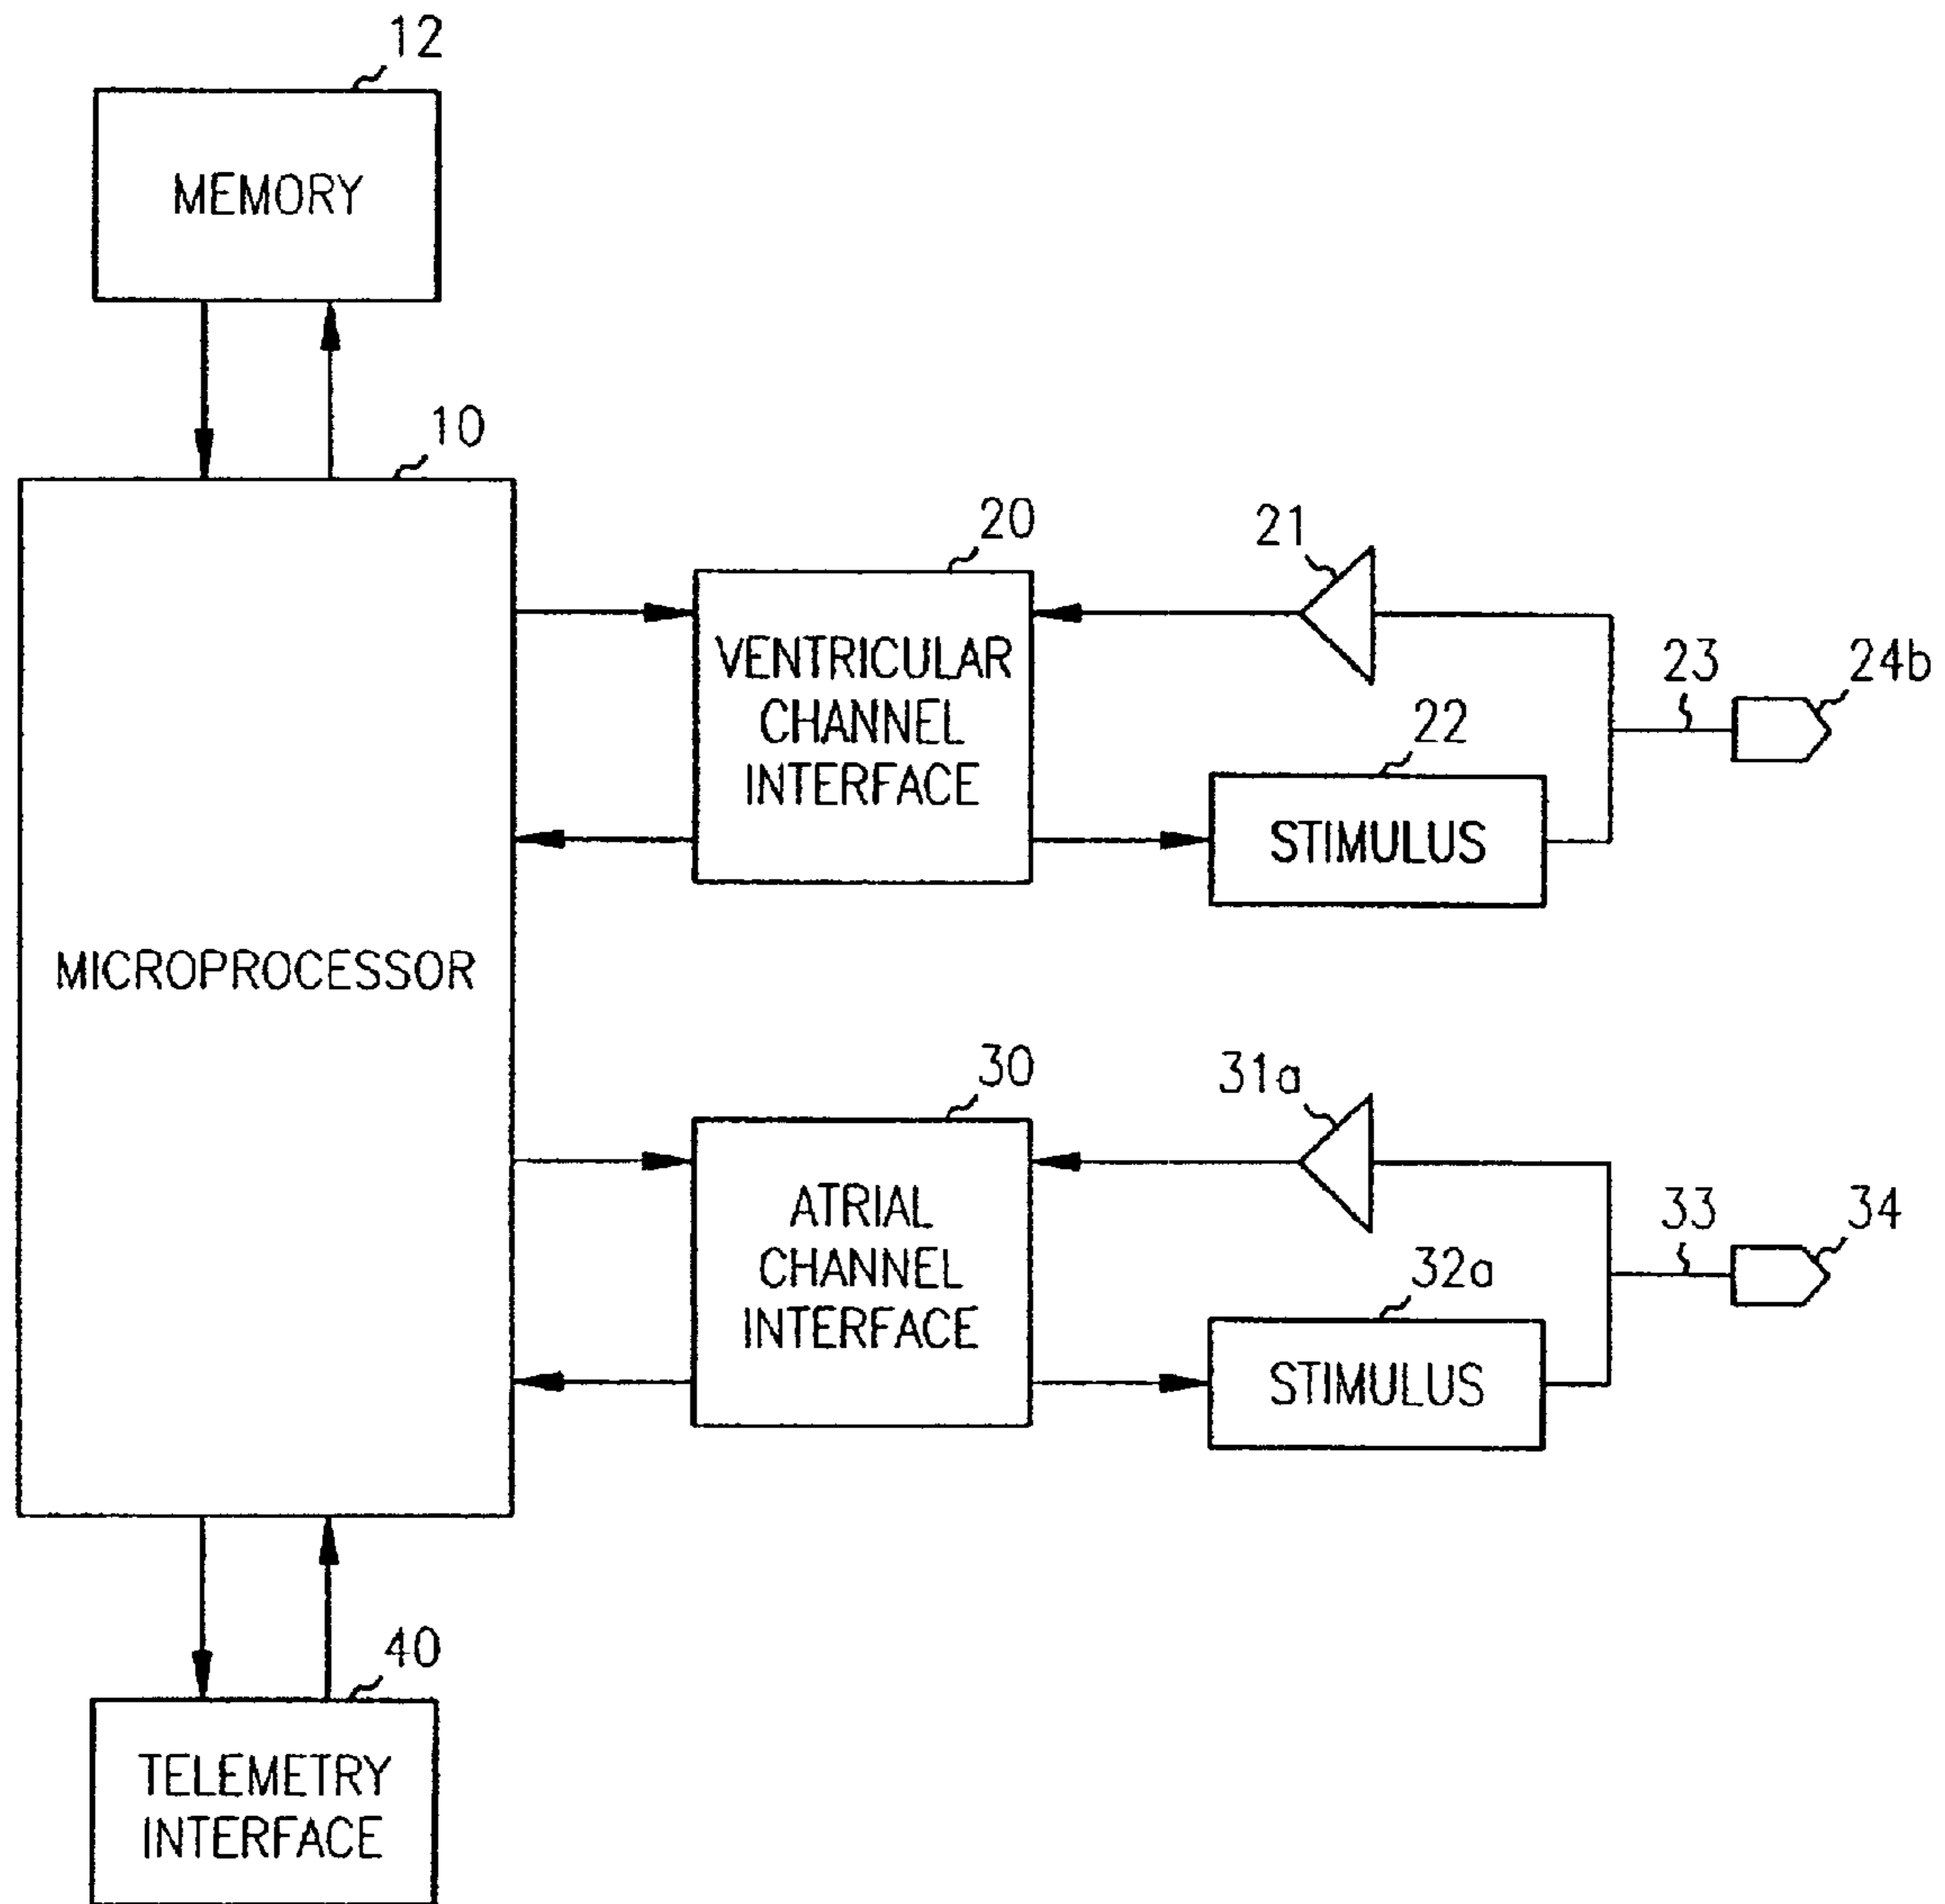 12
MEMORY
10
MICROPROCESSOR
20
VENTRICULAR
CHANNEL
INTERFACE
21
22
STIMULUS
23
24b
30
ATRIAL
CHANNEL
INTERFACE
31a
32a
STIMULUS
33
34
40
TELEMETRY
INTERFACE